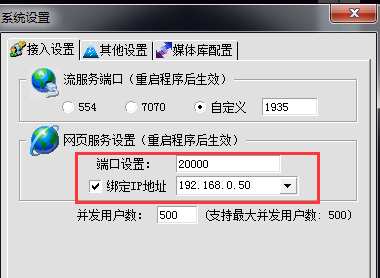 系统设置
接入设置 其他设置 媒体库配置
流服务端口（重启程序后生效）
554 7070 自定义 1935
网页服务设置（重启程序后生效）
端口设置： 20000
绑定IP地址 192.168.0.50
并发用户数： 500 (支持最大并发用户数: 500)